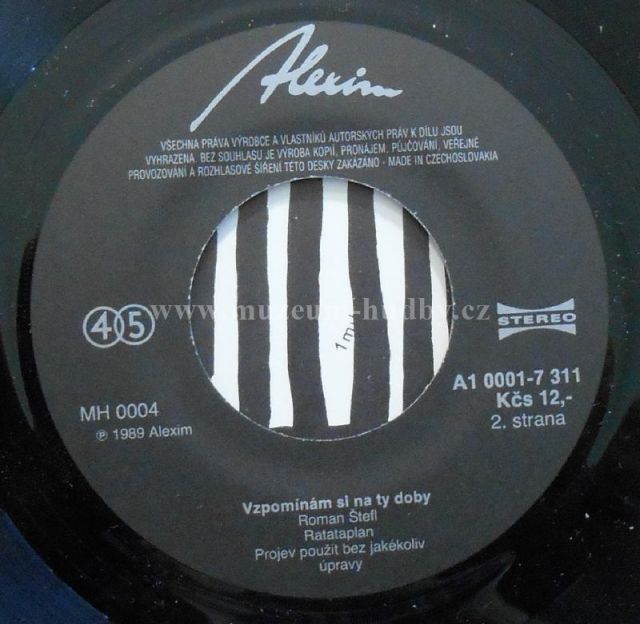 Alexim
VŠECHNA PRÁVA VÝROBCE A VLASTNÍKŮ AUTORSKÝCH PRÁV K DÍLU JSOU
VYHRAZENA. BEZ SOUHLASU JE VÝROBA KOPIÍ, PRONÁJEM, PŮJČOVÁNÍ, VEŘEJNÉ
PROVOZOVÁNÍ A ROZHLASOVÉ ŠÍŘENÍ TÉTO DESKY ZAKÁZÁNO - MADE IN CZECHOSLOVAKIA
www.muzeum-hudby.cz
45
STEREO
A1 0001-7 311
Kčs 12,-
2. strana
MH 0004
℗ 1989 Alexim
Vzpomínám si na ty doby
Roman Štefl
Ratataplan
Projev použit bez jakékoliv
úpravy